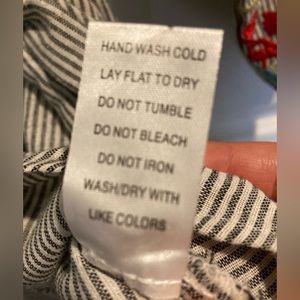 HAND WASH COLD
LAY FLAT TO DRY
DO NOT TUMBLE
DO NOT BLEACH
DO NOT IRON
WASH/DRY WITH
LIKE COLORS